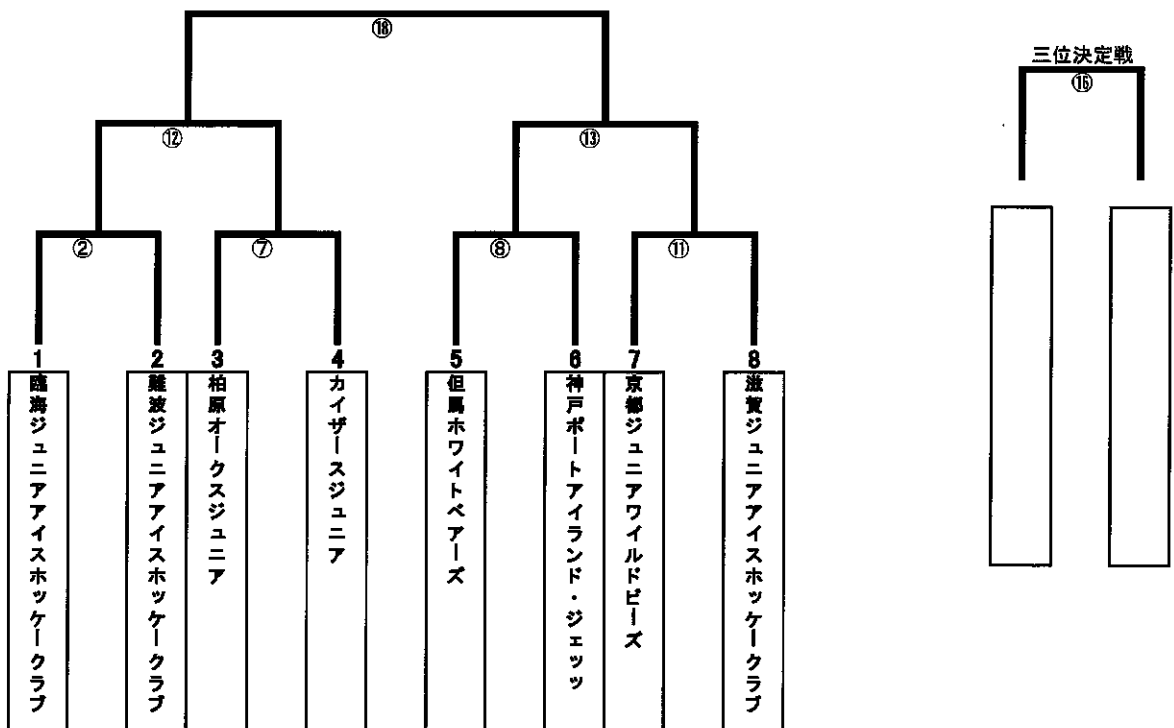 ⑱
三位決定戦
⑯
⑫
⑬
②
⑦
⑧
⑪
1
臨海ジュニアアイスホッケークラブ
2
難波ジュニアアイスホッケークラブ
3
柏原オークスジュニア
4
カイザースジュニア
5
但馬ホワイトベアーズ
6
神戸ポートアイランド・ジェッツ
7
京都ジュニアワイルドビーズ
8
滋賀ジュニアアイスホッケークラブ